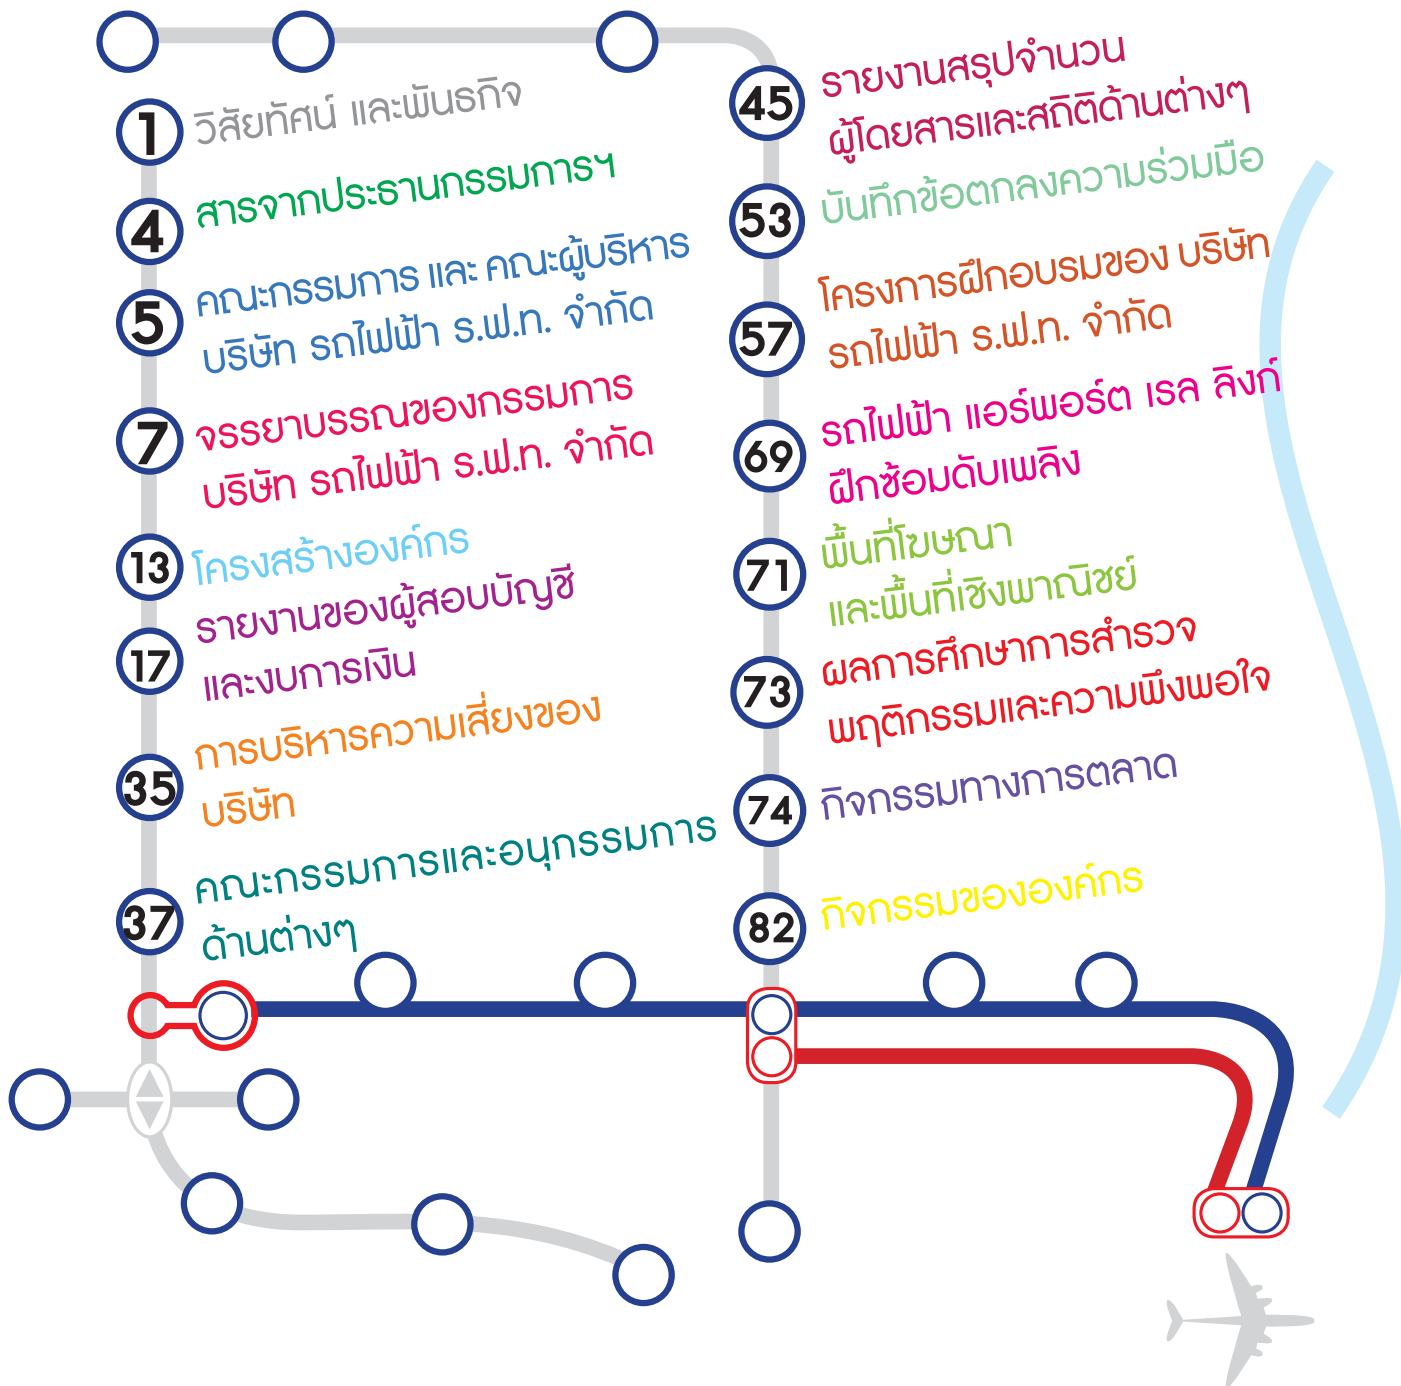 1 วิสัยทัศน์ และพันธกิจ
4 สารจากประธานกรรมการฯ
5 คณะกรรมการ และ คณะผู้บริหาร
บริษัท รถไฟฟ้า ร.ฟ.ท. จำกัด
7 จรรยาบรรณของกรรมการ
บริษัท รถไฟฟ้า ร.ฟ.ท. จำกัด
13 โครงสร้างองค์กร
17 รายงานของผู้สอบบัญชี
และงบการเงิน
35 การบริหารความเสี่ยงของ
บริษัท
37 คณะกรรมการและอนุกรรมการ
ด้านต่างๆ
45 รายงานสรุปจำนวน
ผู้โดยสารและสถิติด้านต่างๆ
53 บันทึกข้อตกลงความร่วมมือ
57 โครงการฝึกอบรมของ บริษัท
รถไฟฟ้า ร.ฟ.ท. จำกัด
69 รถไฟฟ้า แอร์พอร์ต เรล ลิงก์
ฝึกซ้อมดับเพลิง
71 พื้นที่โฆษณา
และพื้นที่เชิงพาณิชย์
73 ผลการศึกษาการสำรวจ
พฤติกรรมและความพึงพอใจ
74 กิจกรรมทางการตลาด
82 กิจกรรมขององค์กร